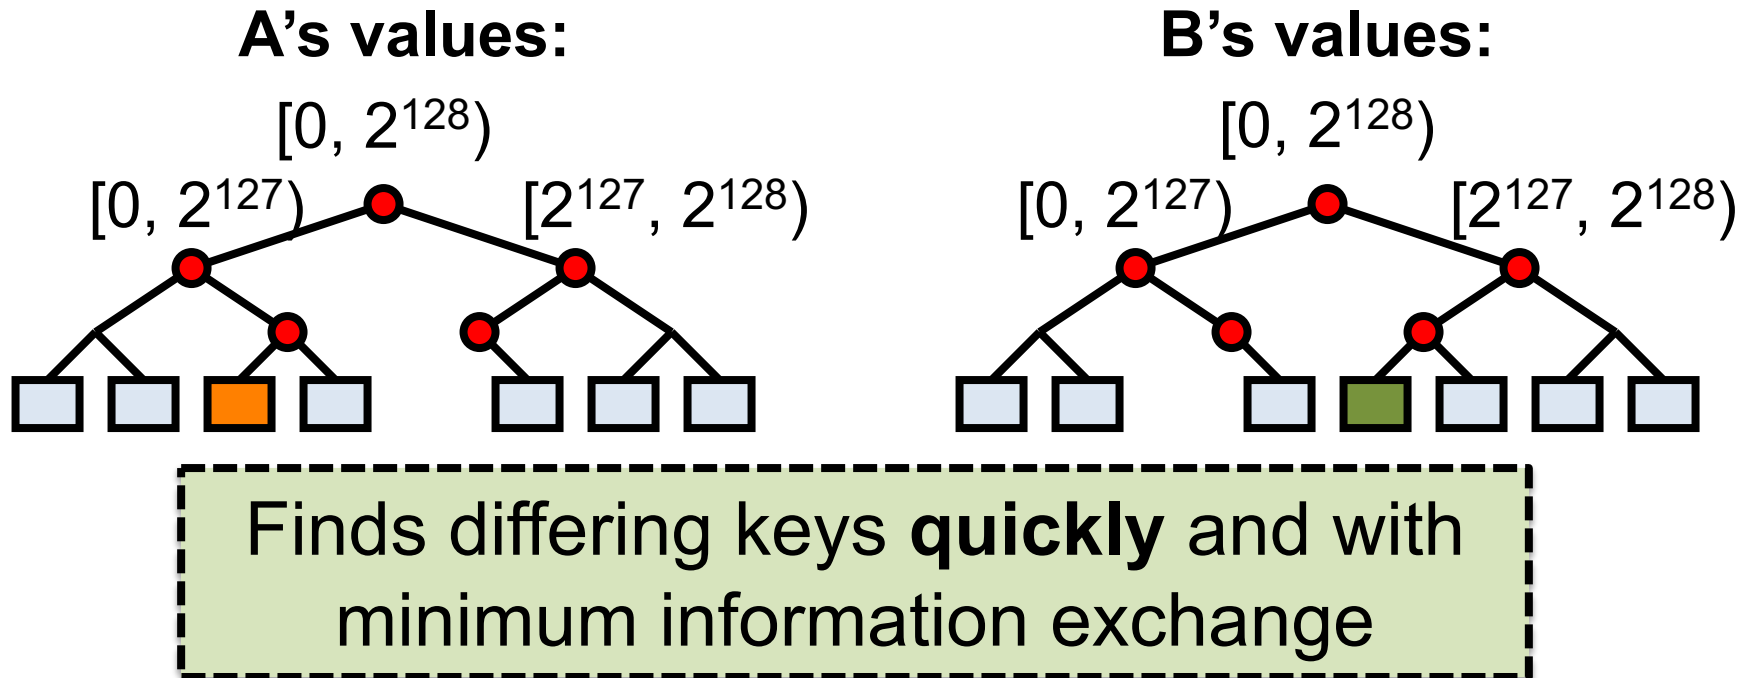 A’s values:
[0, 2¹²⁸)
[0, 2¹²⁷)
[2¹²⁷, 2¹²⁸)
B’s values:
[0, 2¹²⁸)
[0, 2¹²⁷)
[2¹²⁷, 2¹²⁸)
Finds differing keys quickly and with
minimum information exchange